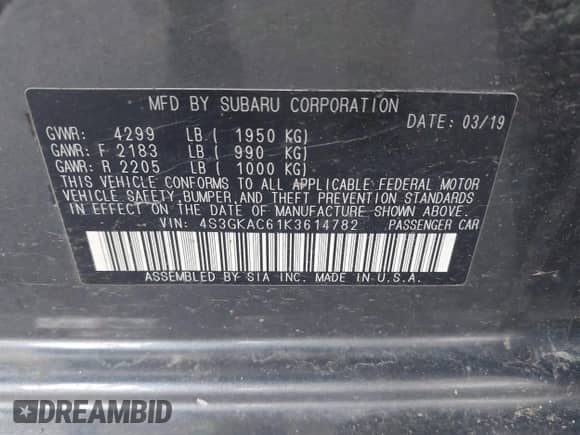 MFD BY SUBARU CORPORATION
DATE: 03/19
GVWR: 4299 LB ( 1950 KG)
GAWR: F 2183 LB ( 990 KG)
GAWR: R 2205 LB ( 1000 KG)
THIS VEHICLE CONFORMS TO ALL APPLICABLE FEDERAL MOTOR
VEHICLE SAFETY,BUMPER,AND THEFT PREVENTION STANDARDS
IN EFFECT ON THE DATE OF MANUFACTURE SHOWN ABOVE.
VIN: 4S3GKAC61K3614782 PASSENGER CAR
ASSEMBLED BY SIA INC. MADE IN U.S.A.
DREAMBID